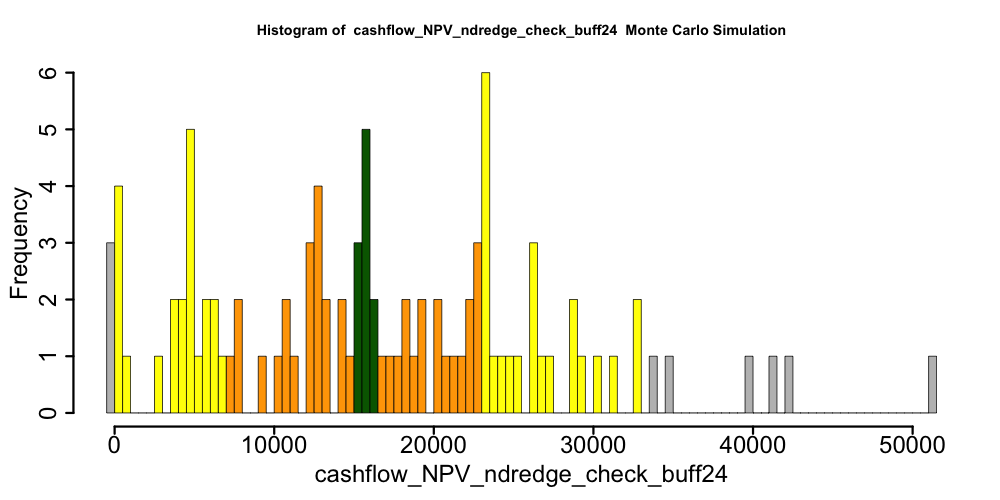 Histogram of  cashflow_NPV_ndredge_check_buff24  Monte Carlo Simulation
6
5
4
3
2
1
0
Frequency
0 10000 20000 30000 40000 50000
cashflow_NPV_ndredge_check_buff24